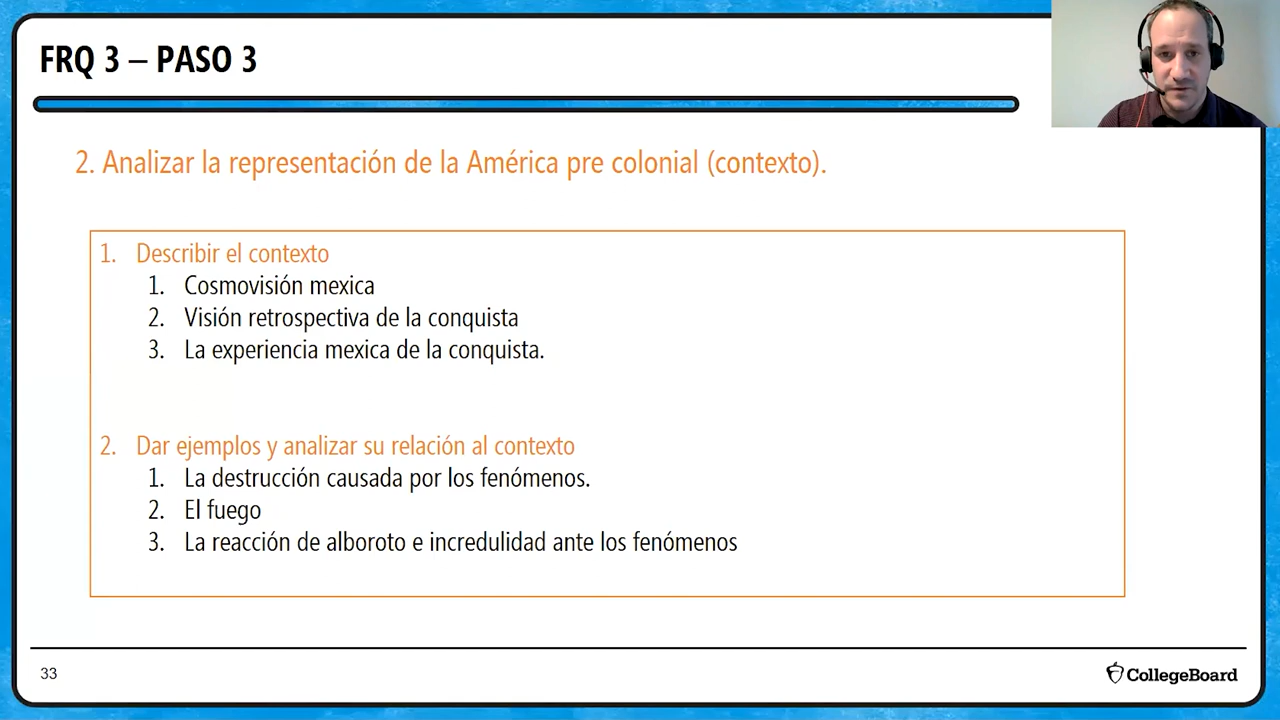 FRQ 3 – PASO 3
2. Analizar la representación de la América pre colonial (contexto).
1. Describir el contexto
1. Cosmovisión mexica
2. Visión retrospectiva de la conquista
3. La experiencia mexica de la conquista.
2. Dar ejemplos y analizar su relación al contexto
1. La destrucción causada por los fenómenos.
2. El fuego
3. La reacción de alboroto e incredulidad ante los fenómenos
33
CollegeBoard